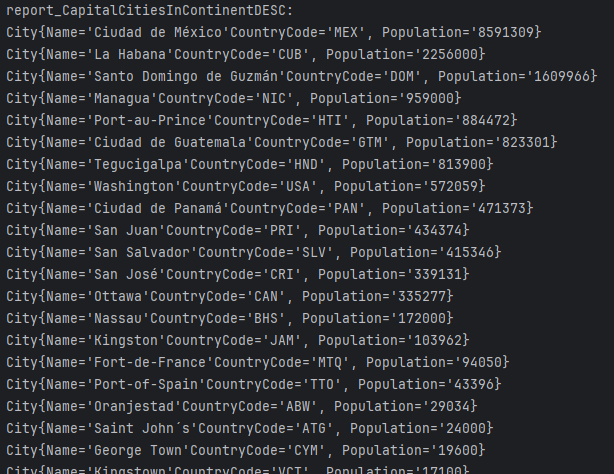 report_CapitalCitiesInContinentDESC:
City{Name='Ciudad de México'CountryCode='MEX', Population='8591309}
City{Name='La Habana'CountryCode='CUB', Population='2256000}
City{Name='Santo Domingo de Guzmán'CountryCode='DOM', Population='1609966}
City{Name='Managua'CountryCode='NIC', Population='959000}
City{Name='Port-au-Prince'CountryCode='HTI', Population='884472}
City{Name='Ciudad de Guatemala'CountryCode='GTM', Population='823301}
City{Name='Tegucigalpa'CountryCode='HND', Population='813900}
City{Name='Washington'CountryCode='USA', Population='572059}
City{Name='Ciudad de Panamá'CountryCode='PAN', Population='471373}
City{Name='San Juan'CountryCode='PRI', Population='434374}
City{Name='San Salvador'CountryCode='SLV', Population='415346}
City{Name='San José'CountryCode='CRI', Population='339131}
City{Name='Ottawa'CountryCode='CAN', Population='335277}
City{Name='Nassau'CountryCode='BHS', Population='172000}
City{Name='Kingston'CountryCode='JAM', Population='103962}
City{Name='Fort-de-France'CountryCode='MTQ', Population='94050}
City{Name='Port-of-Spain'CountryCode='TTO', Population='43396}
City{Name='Oranjestad'CountryCode='ABW', Population='29034}
City{Name='Saint John´s'CountryCode='ATG', Population='24000}
City{Name='George Town'CountryCode='CYM', Population='19600}
City{Name='Kingstown'CountryCode='VCT', Population='17100}